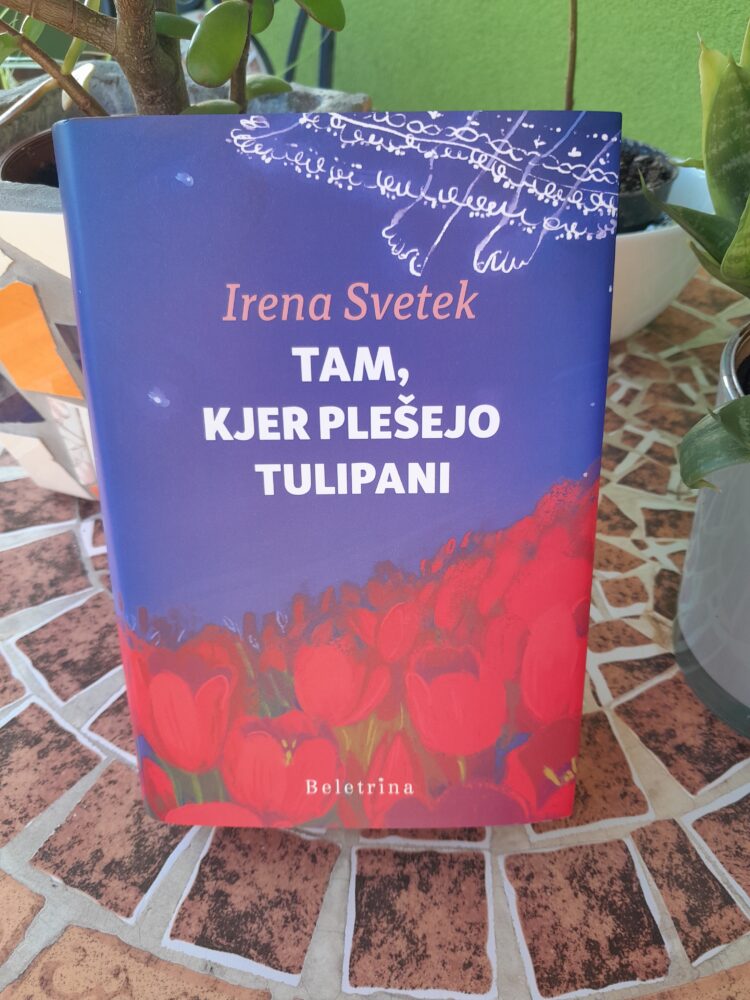 Irena Svetek
TAM,
KJER PLEŠEJO
TULIPANI
Beletrina